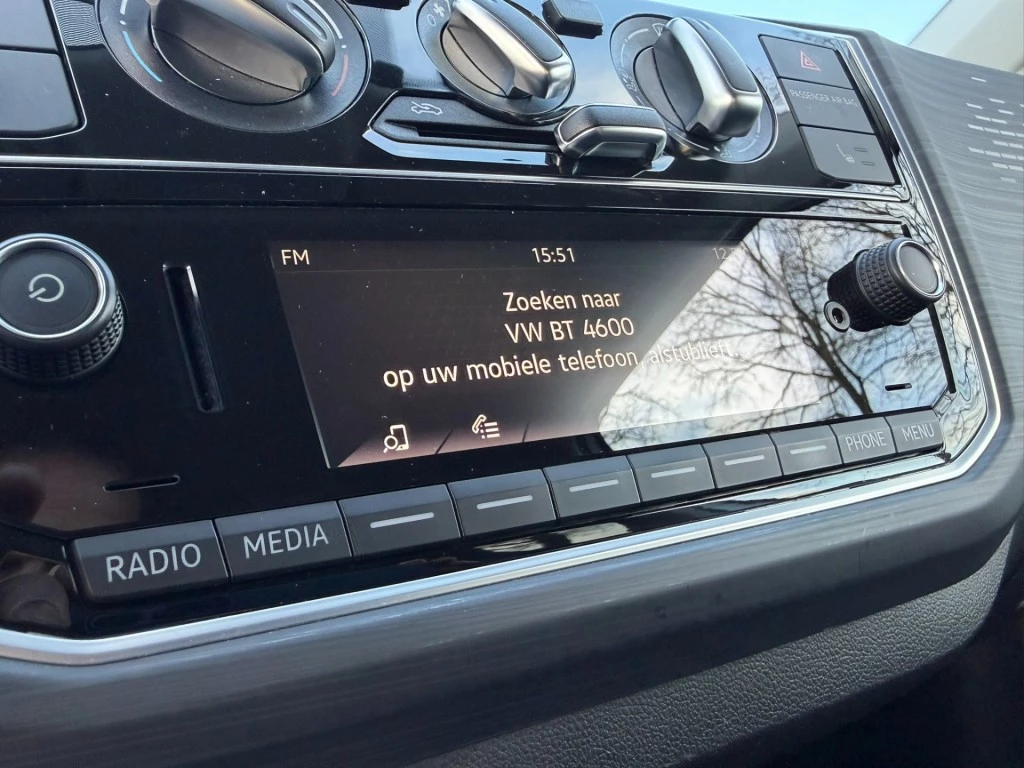 PASSENGER AIR BAG
FM 15:51
Zoeken naar
VW BT 4600
op uw mobiele telefoon, alstublieft.
RADIO MEDIA PHONE MENU